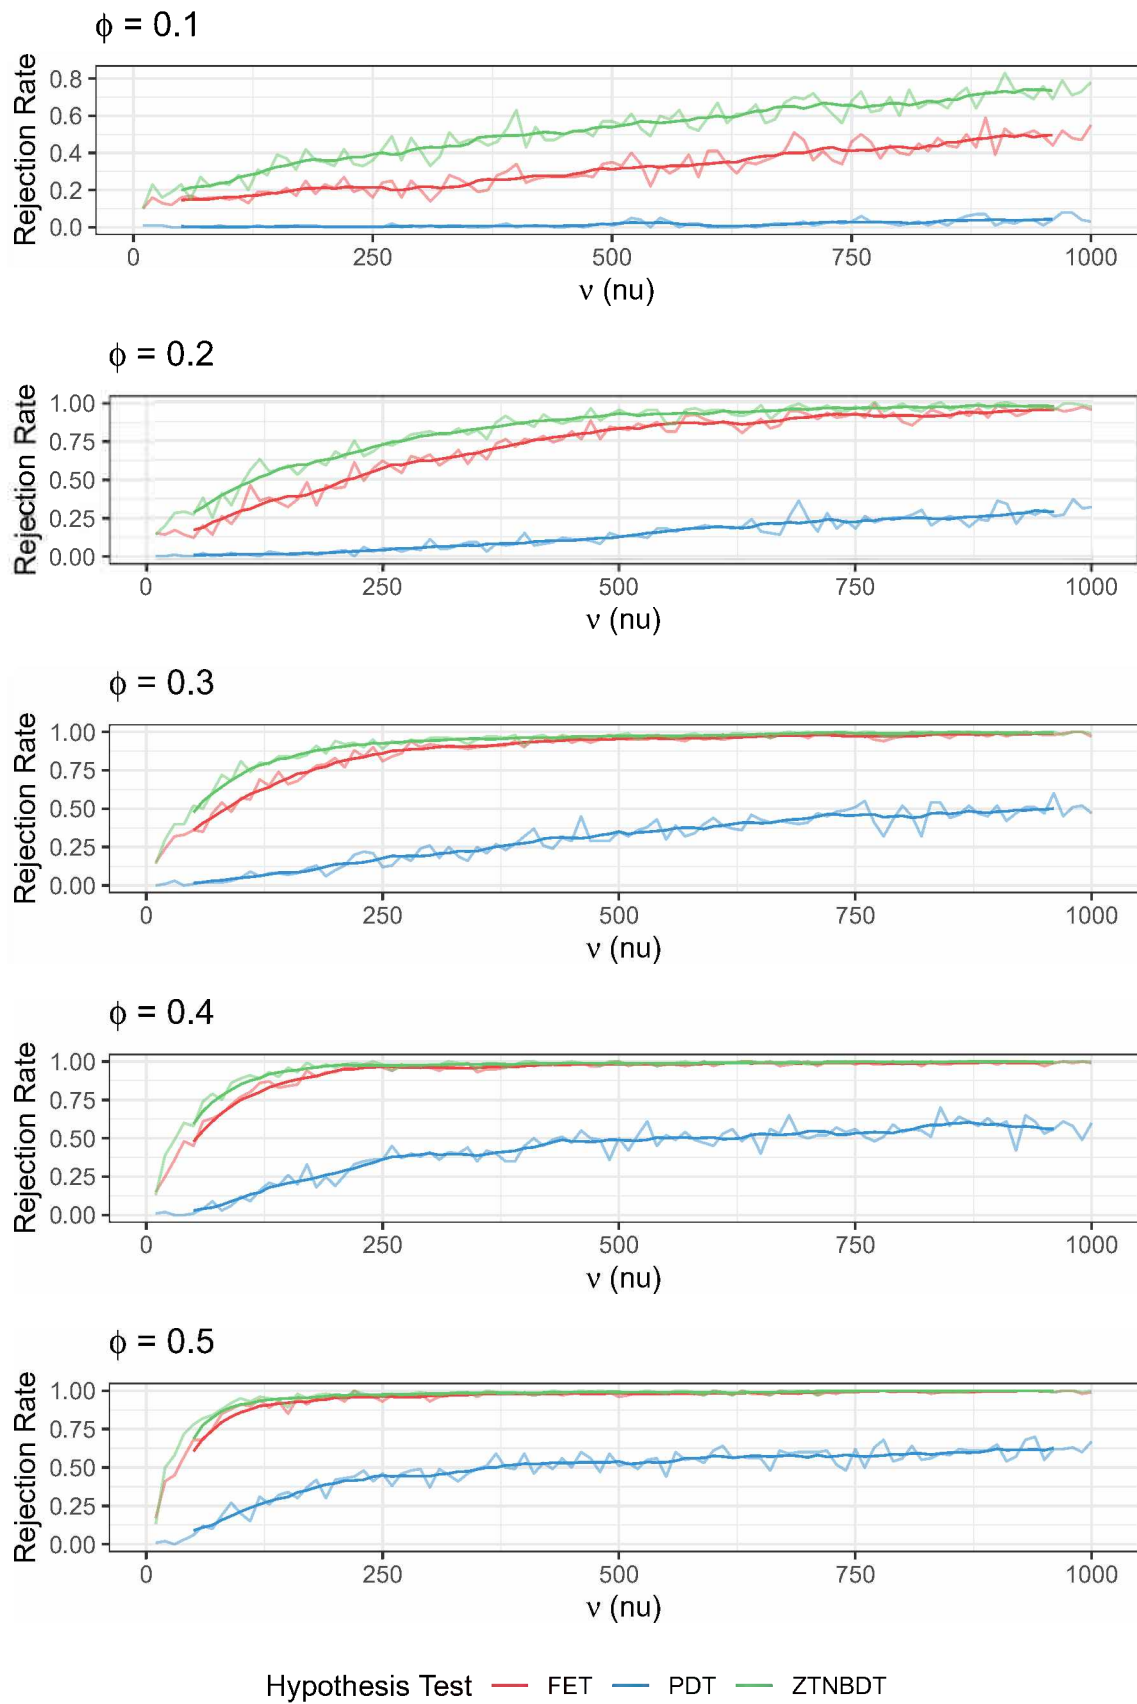 ϕ = 0.1
Rejection Rate
0.8
0.6
0.4
0.2
0.0
0 250 500 750 1000
ν (nu)
ϕ = 0.2
Rejection Rate
1.00
0.75
0.50
0.25
0.00
0 250 500 750 1000
ν (nu)
ϕ = 0.3
Rejection Rate
1.00
0.75
0.50
0.25
0.00
0 250 500 750 1000
ν (nu)
ϕ = 0.4
Rejection Rate
1.00
0.75
0.50
0.25
0.00
0 250 500 750 1000
ν (nu)
ϕ = 0.5
Rejection Rate
1.00
0.75
0.50
0.25
0.00
0 250 500 750 1000
ν (nu)
Hypothesis Test FET PDT ZTNBDT